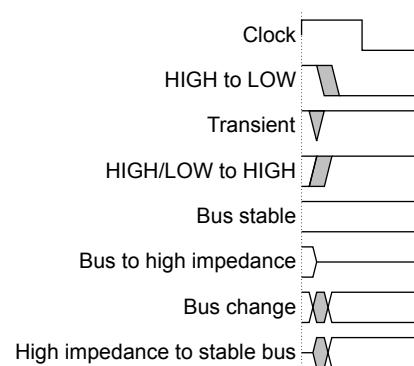 Clock
HIGH to LOW
Transient
HIGH/LOW to HIGH
Bus stable
Bus to high impedance
Bus change
High impedance to stable bus